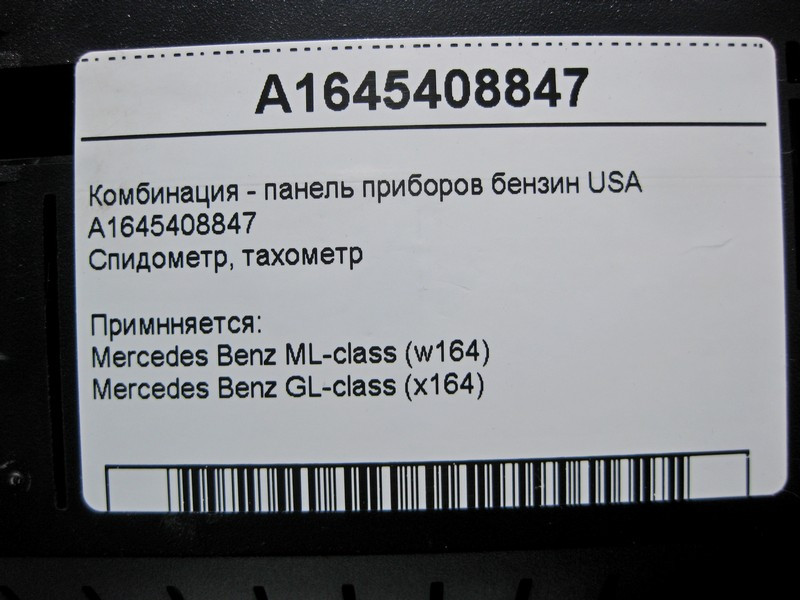 A1645408847
Комбинация - панель приборов бензин USA
A1645408847
Спидометр, тахометр
Примнняется:
Mercedes Benz ML-class (w164)
Mercedes Benz GL-class (x164)